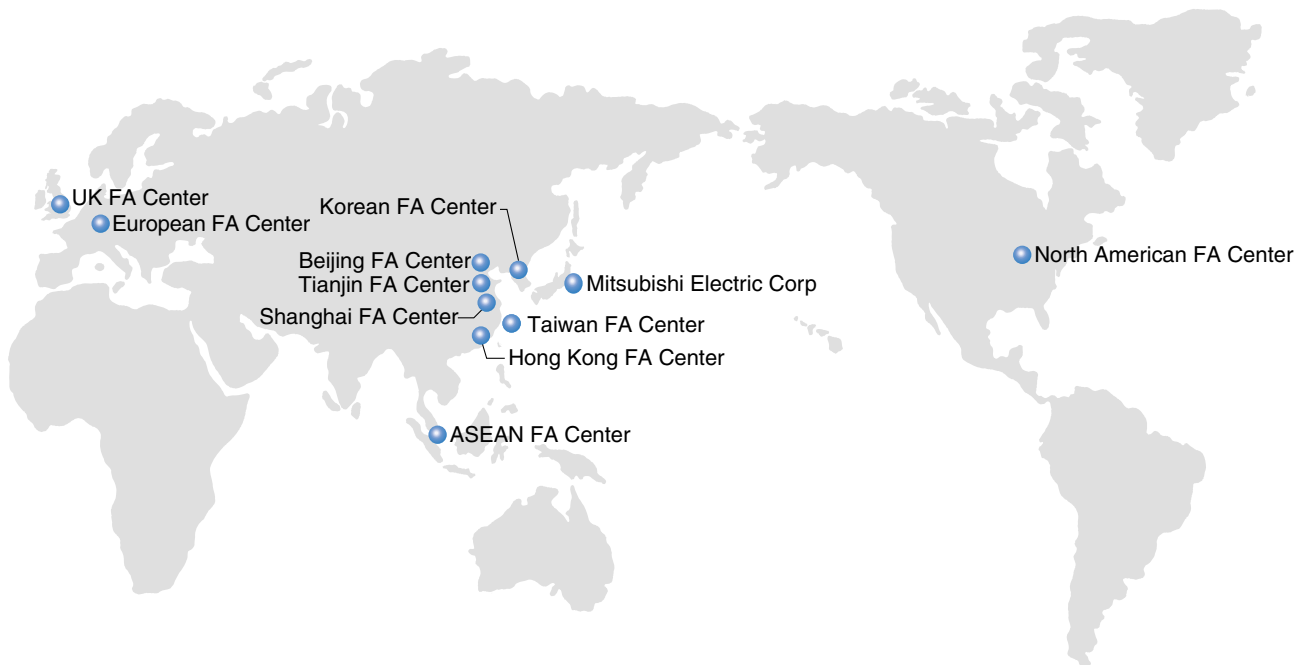 UK FA Center
European FA Center
Korean FA Center
Beijing FA Center
Tianjin FA Center
Shanghai FA Center
Mitsubishi Electric Corp
Taiwan FA Center
Hong Kong FA Center
ASEAN FA Center
North American FA Center